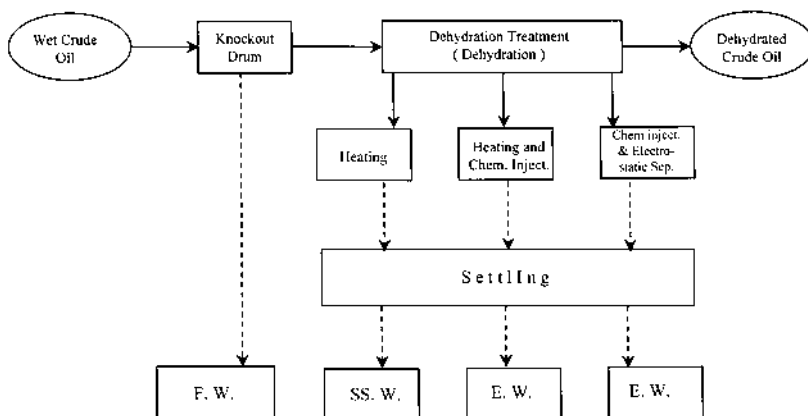 Wet Crude
Oil
Knockout
Drum
Dehydration Treatment
( Dehydration )
Dehydrated
Crude Oil
Heating
Heating and
Chem. Inject.
Chem inject.
& Electro-
static Sep.
SettlIng
F. W.
SS. W.
E. W.
E. W.